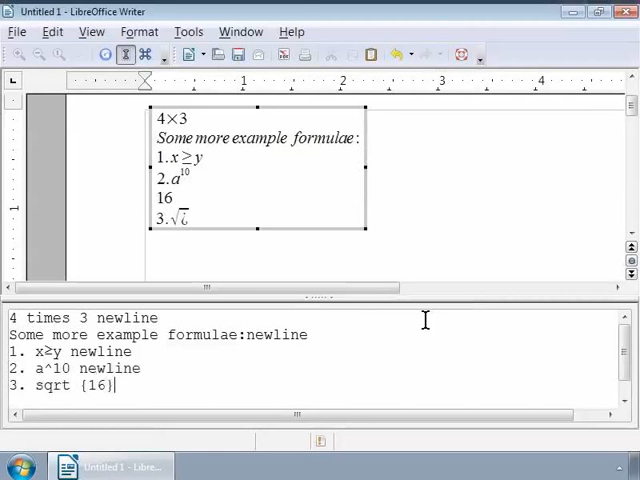 Untitled 1 - LibreOffice Writer
File Edit View Format Tools Window Help
1 2 3 4
4×3
Some more example formulae:
1. x ≥ y
2. a^10
16
3. √¿
1
4 times 3 newline
Some more example formulae:newline
1. x≥y newline
2. a^10 newline
3. sqrt {16}
Untitled 1 - Libre...